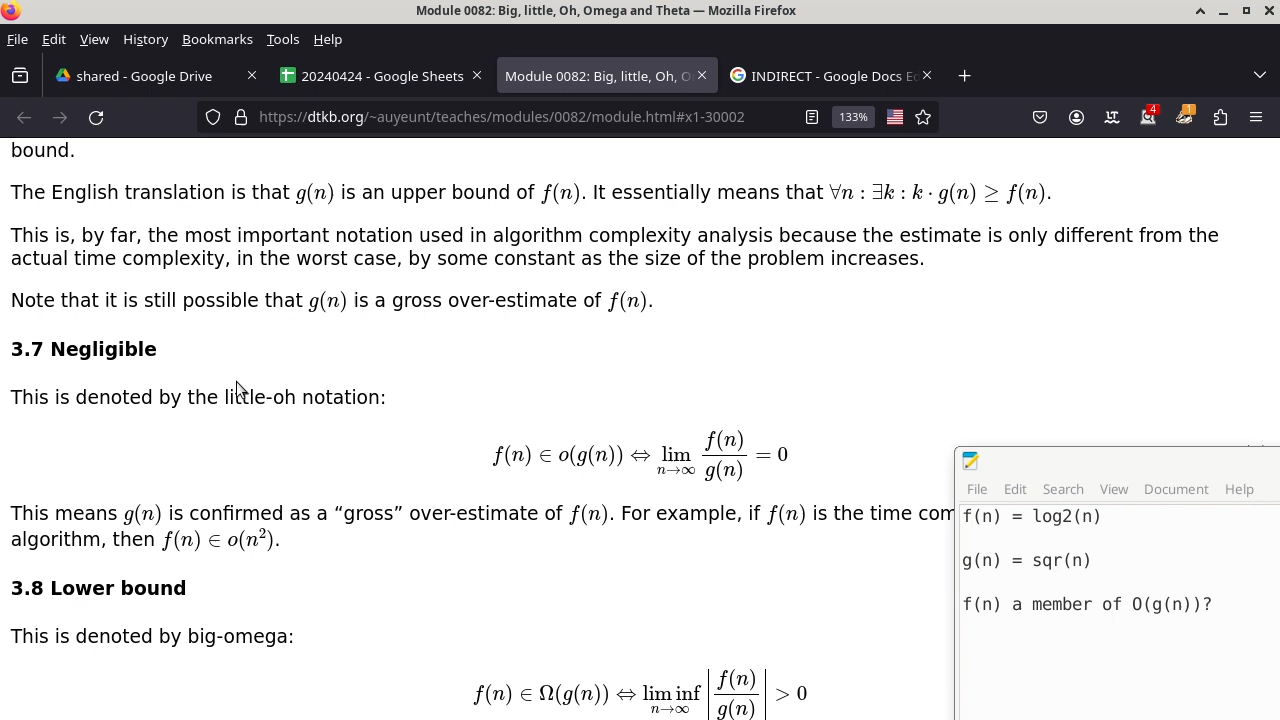 Module 0082: Big, little, Oh, Omega and Theta — Mozilla Firefox
File Edit View History Bookmarks Tools Help
shared - Google Drive
20240424 - Google Sheets
Module 0082: Big, little, Oh, O
INDIRECT - Google Docs Ed
https://dtkb.org/~auyeunt/teaches/modules/0082/module.html#x1-30002
133%
4
1
bound.
The English translation is that g(n) is an upper bound of f(n). It essentially means that ∀n : ∃k : k · g(n) ≥ f(n).
This is, by far, the most important notation used in algorithm complexity analysis because the estimate is only different from the
actual time complexity, in the worst case, by some constant as the size of the problem increases.
Note that it is still possible that g(n) is a gross over-estimate of f(n).
3.7 Negligible
This is denoted by the little-oh notation:
f(n) ∈ o(g(n)) ⇔ lim n→∞ f(n)/g(n) = 0
This means g(n) is confirmed as a “gross” over-estimate of f(n). For example, if f(n) is the time com
algorithm, then f(n) ∈ o(n²).
3.8 Lower bound
This is denoted by big-omega:
f(n) ∈ Ω(g(n)) ⇔ lim inf n→∞ |f(n)/g(n)| > 0
File Edit Search View Document Help
f(n) = log2(n)
g(n) = sqr(n)
f(n) a member of O(g(n))?